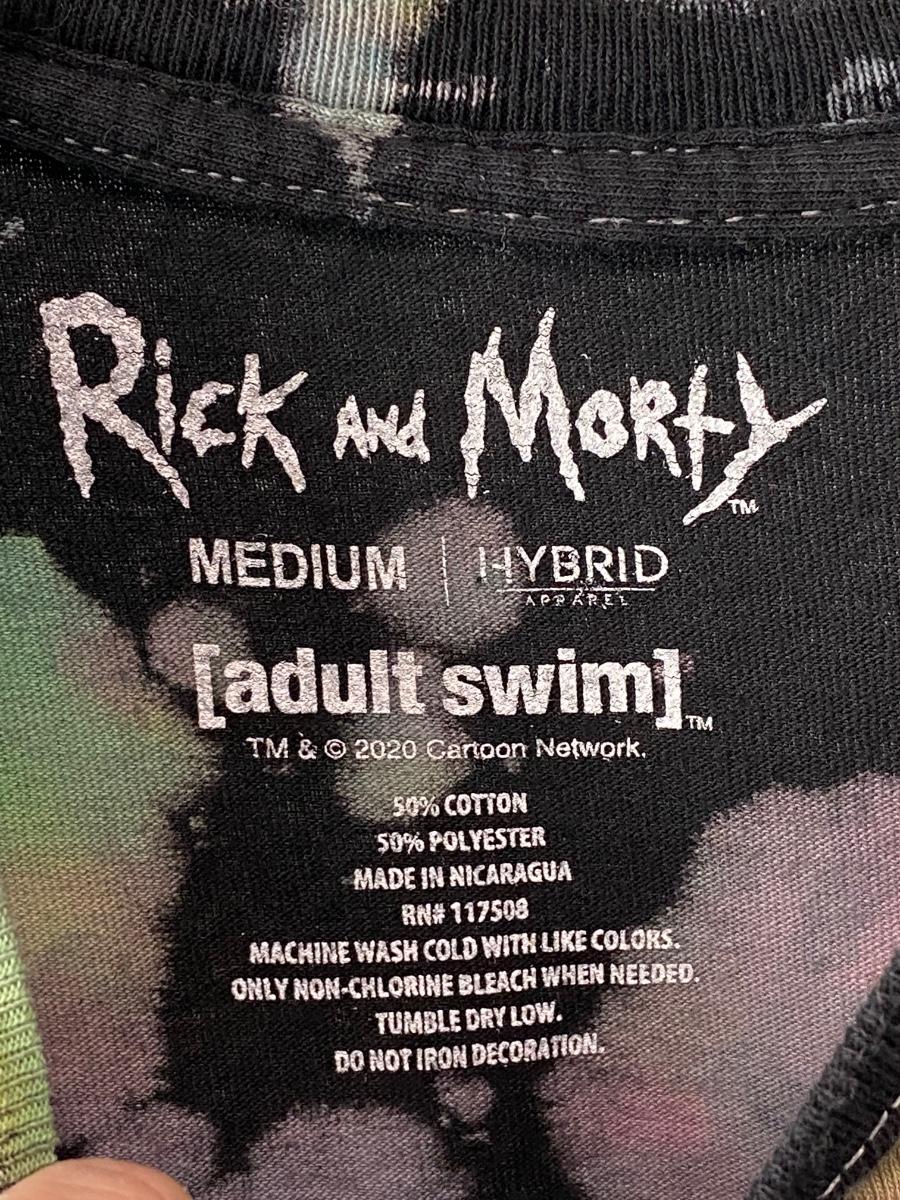 Rick and Morty™
MEDIUM | HYBRID
APPAREL
[adult swim]™
TM & © 2020 Cartoon Network.
50% COTTON
50% POLYESTER
MADE IN NICARAGUA
RN# 117508
MACHINE WASH COLD WITH LIKE COLORS.
ONLY NON-CHLORINE BLEACH WHEN NEEDED.
TUMBLE DRY LOW.
DO NOT IRON DECORATION.